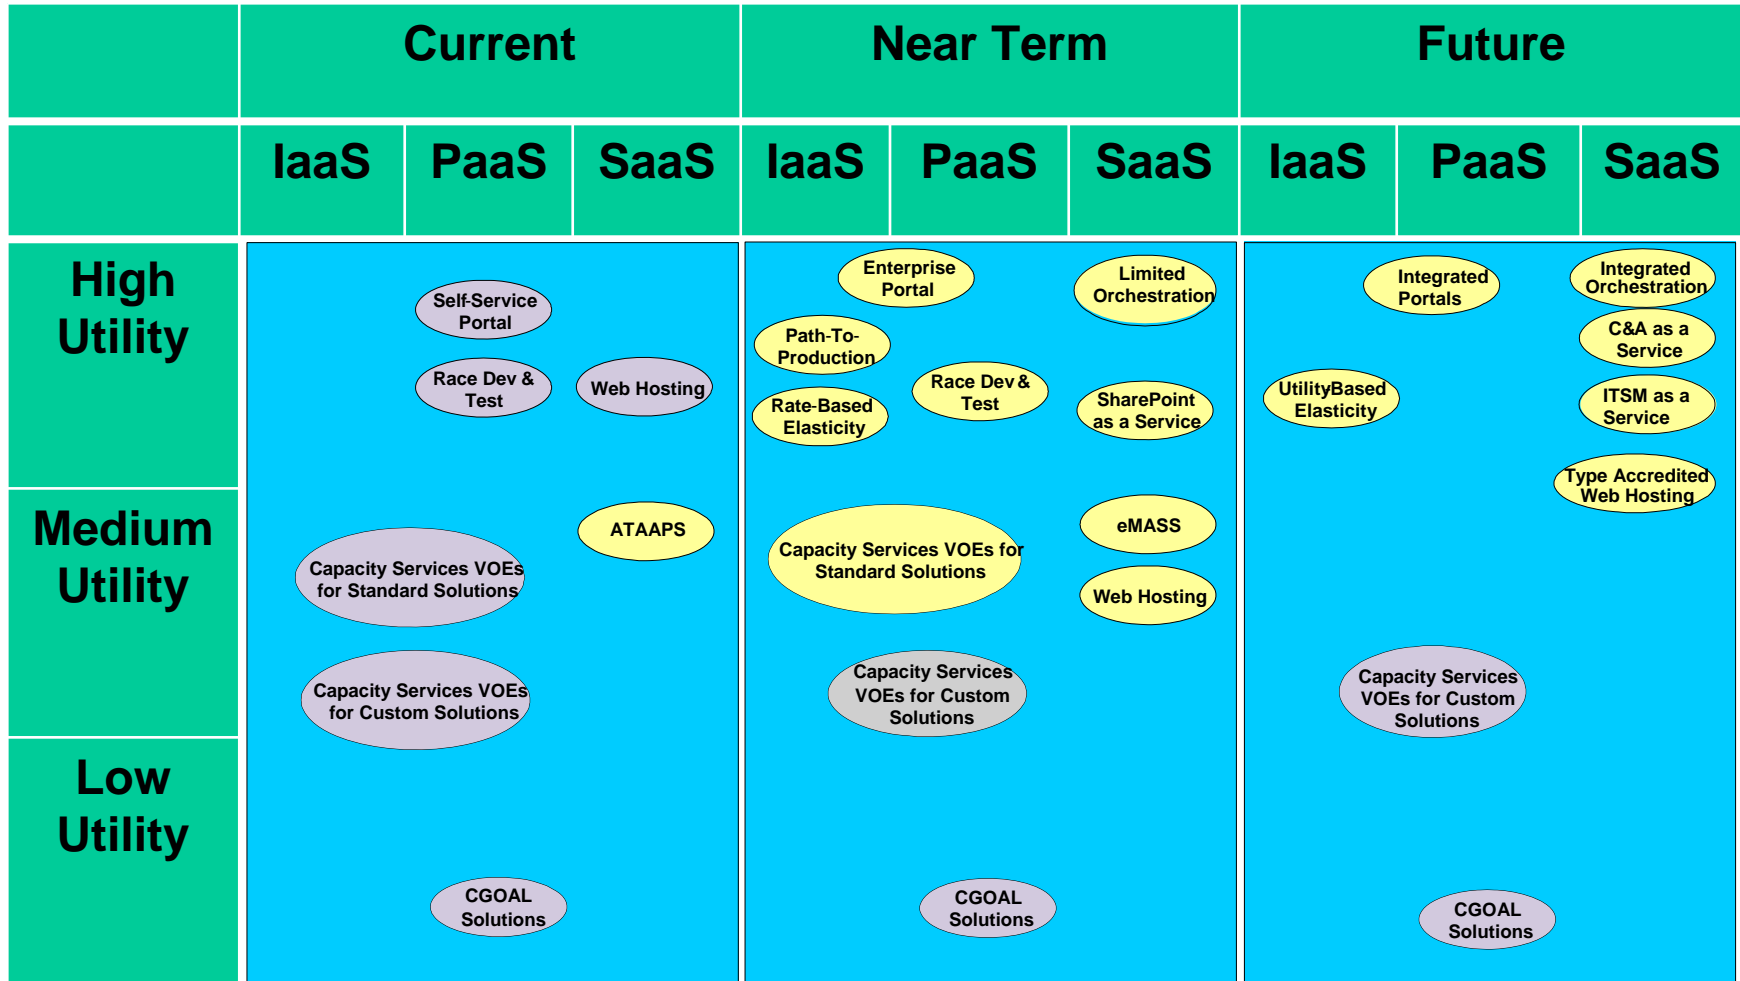 Current
Near Term
Future
IaaS
PaaS
SaaS
IaaS
PaaS
SaaS
IaaS
PaaS
SaaS
High
Utility
Self-Service
Portal
Race Dev &
Test
Web Hosting
Enterprise
Portal
Limited
Orchestration
Path-To-
Production
Race Dev &
Test
Rate-Based
Elasticity
SharePoint
as a Service
Integrated
Portals
Integrated
Orchestration
C&A as a
Service
UtilityBased
Elasticity
ITSM as a
Service
Type Accredited
Web Hosting
Medium
Utility
ATAAPS
Capacity Services VOEs
for Standard Solutions
Capacity Services VOEs
for Custom Solutions
eMASS
Capacity Services VOEs for
Standard Solutions
Web Hosting
Capacity Services
VOEs for Custom
Solutions
Capacity Services
VOEs for Custom
Solutions
Low
Utility
CGOAL
Solutions
CGOAL
Solutions
CGOAL
Solutions